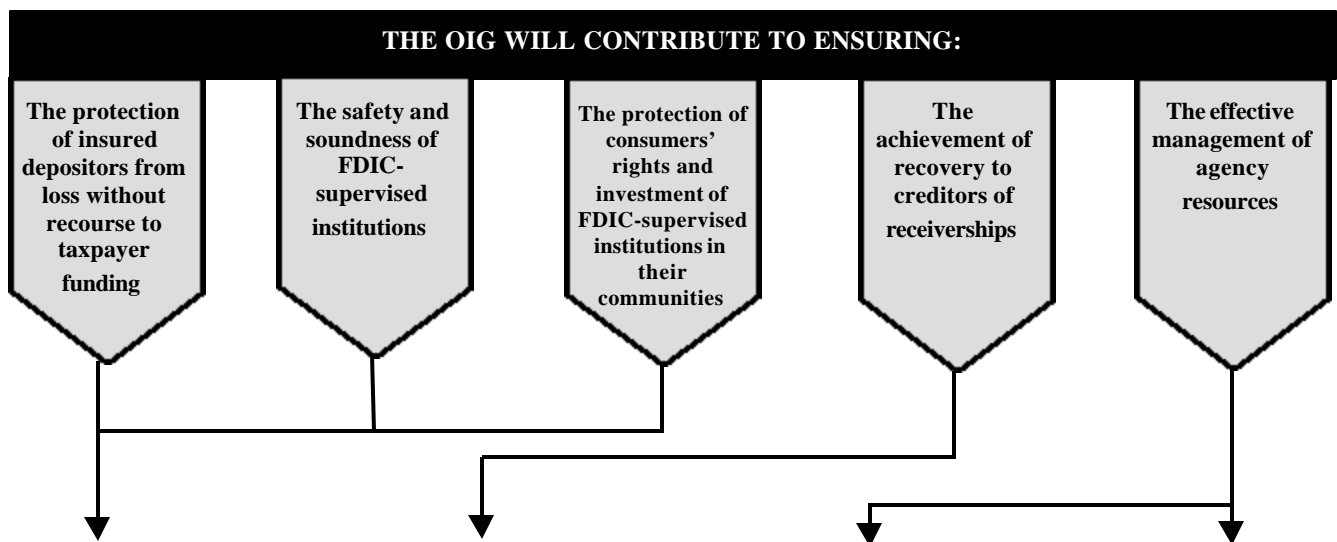 THE OIG WILL CONTRIBUTE TO ENSURING:
The protection
of insured
depositors from
loss without
recourse to
taxpayer
funding
The safety and
soundness of
FDIC-
supervised
institutions
The protection of
consumers’
rights and
investment of
FDIC-supervised
institutions in
their
communities
The
achievement of
recovery to
creditors of
receiverships
The effective
management of
agency
resources